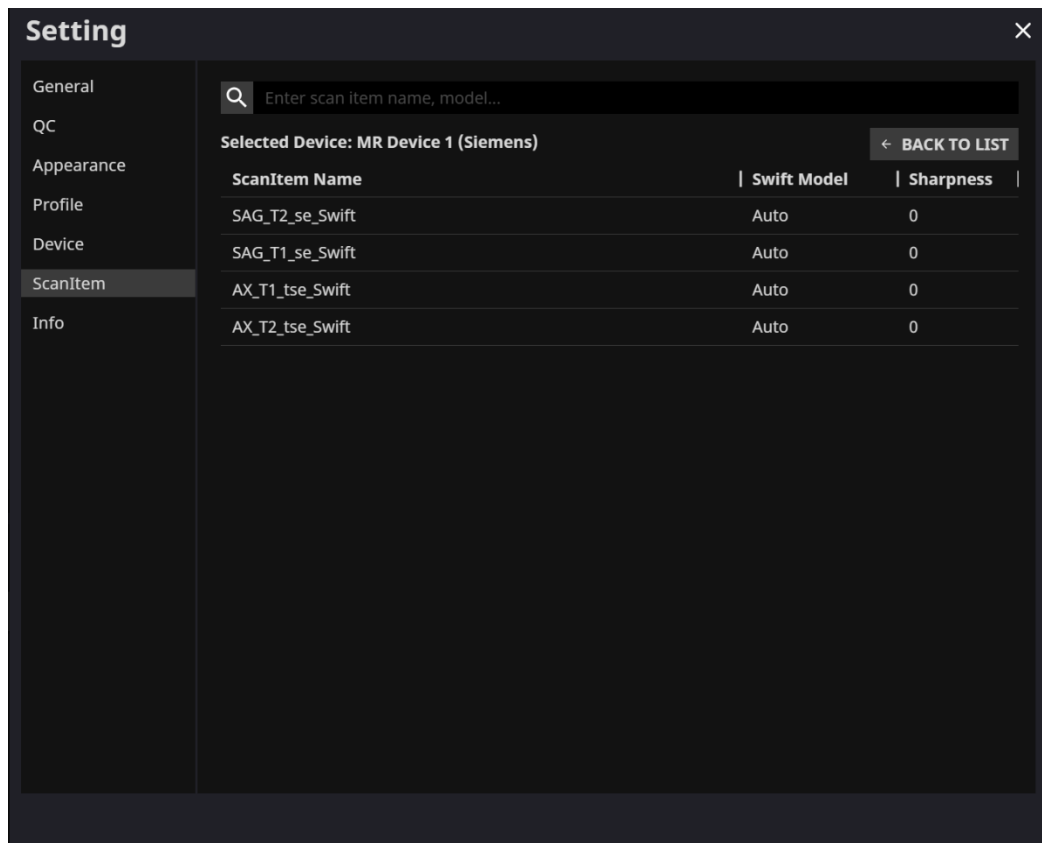 Setting
General
QC
Appearance
Profile
Device
ScanItem
Info
Enter scan item name, model...
Selected Device: MR Device 1 (Siemens)
← BACK TO LIST
ScanItem Name | Swift Model | Sharpness |
SAG_T2_se_Swift Auto 0
SAG_T1_se_Swift Auto 0
AX_T1_tse_Swift Auto 0
AX_T2_tse_Swift Auto 0